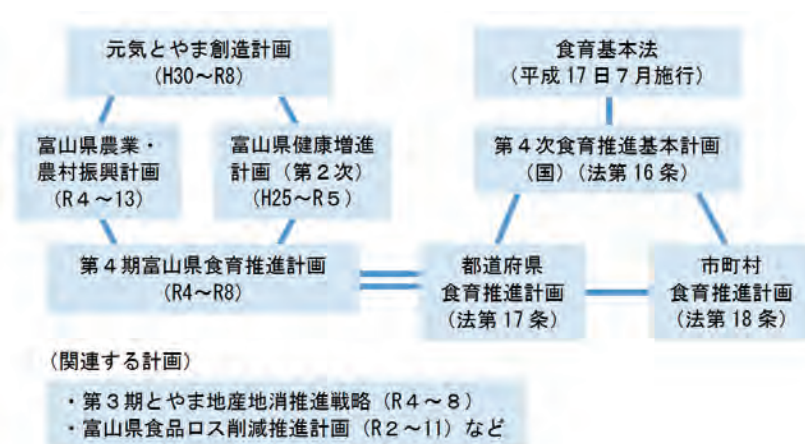 元気とやま創造計画
(H30～R8)
食育基本法
(平成17日7月施行)
富山県農業・
農村振興計画
(R4～13)
富山県健康増進
計画(第2次)
(H25～R5)
第4次食育推進基本計画
(国)(法第16条)
第4期富山県食育推進計画
(R4～R8)
都道府県
食育推進計画
(法第17条)
市町村
食育推進計画
(法第18条)
(関連する計画)
・第3期とやま地産地消推進戦略(R4～8)
・富山県食品ロス削減推進計画(R2～11)など